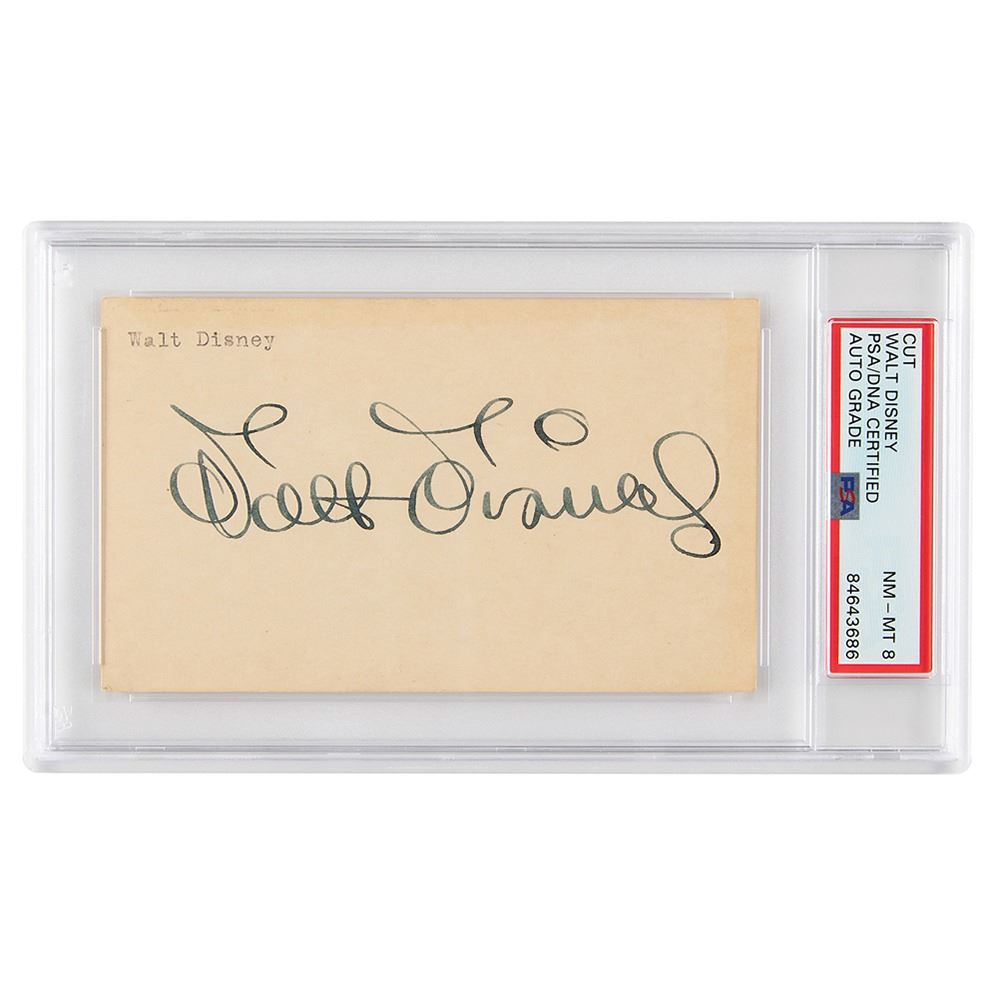 Walt Disney
Walt Disney
CUT
WALT DISNEY
PSA/DNA CERTIFIED
AUTO GRADE
PSA
NM – MT 8
84643686